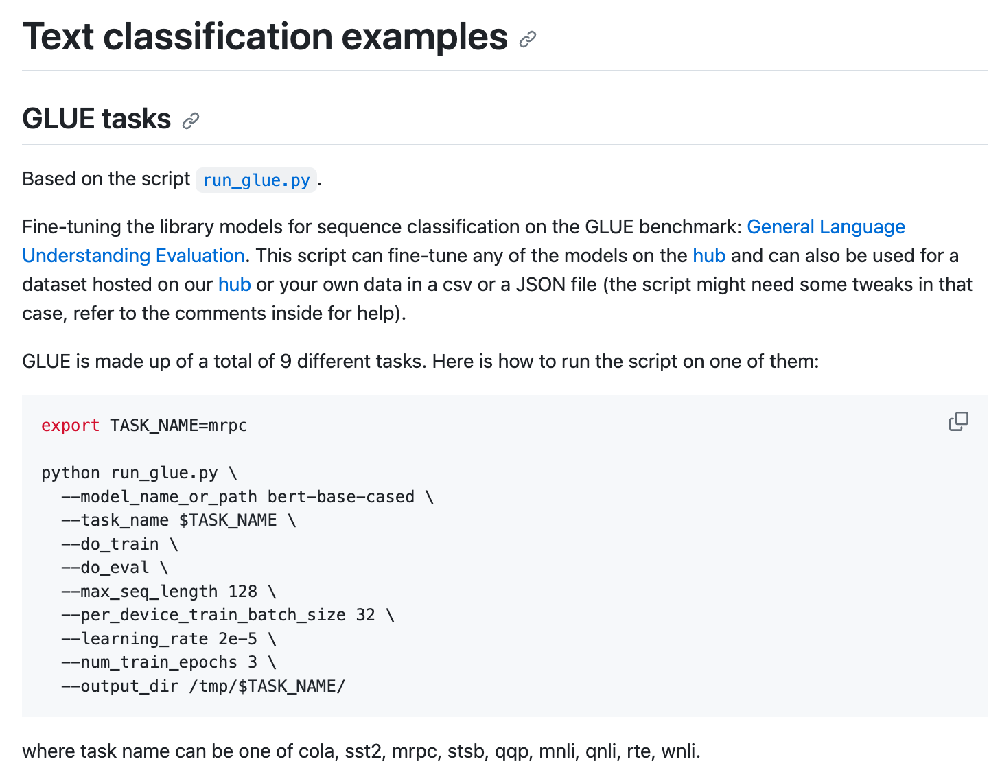 Text classification examples
GLUE tasks
Based on the script run_glue.py.
Fine-tuning the library models for sequence classification on the GLUE benchmark: General Language
Understanding Evaluation. This script can fine-tune any of the models on the hub and can also be used for a
dataset hosted on our hub or your own data in a csv or a JSON file (the script might need some tweaks in that
case, refer to the comments inside for help).
GLUE is made up of a total of 9 different tasks. Here is how to run the script on one of them:
export TASK_NAME=mrpc
python run_glue.py \
  --model_name_or_path bert-base-cased \
  --task_name $TASK_NAME \
  --do_train \
  --do_eval \
  --max_seq_length 128 \
  --per_device_train_batch_size 32 \
  --learning_rate 2e-5 \
  --num_train_epochs 3 \
  --output_dir /tmp/$TASK_NAME/
where task name can be one of cola, sst2, mrpc, stsb, qqp, mnli, qnli, rte, wnli.